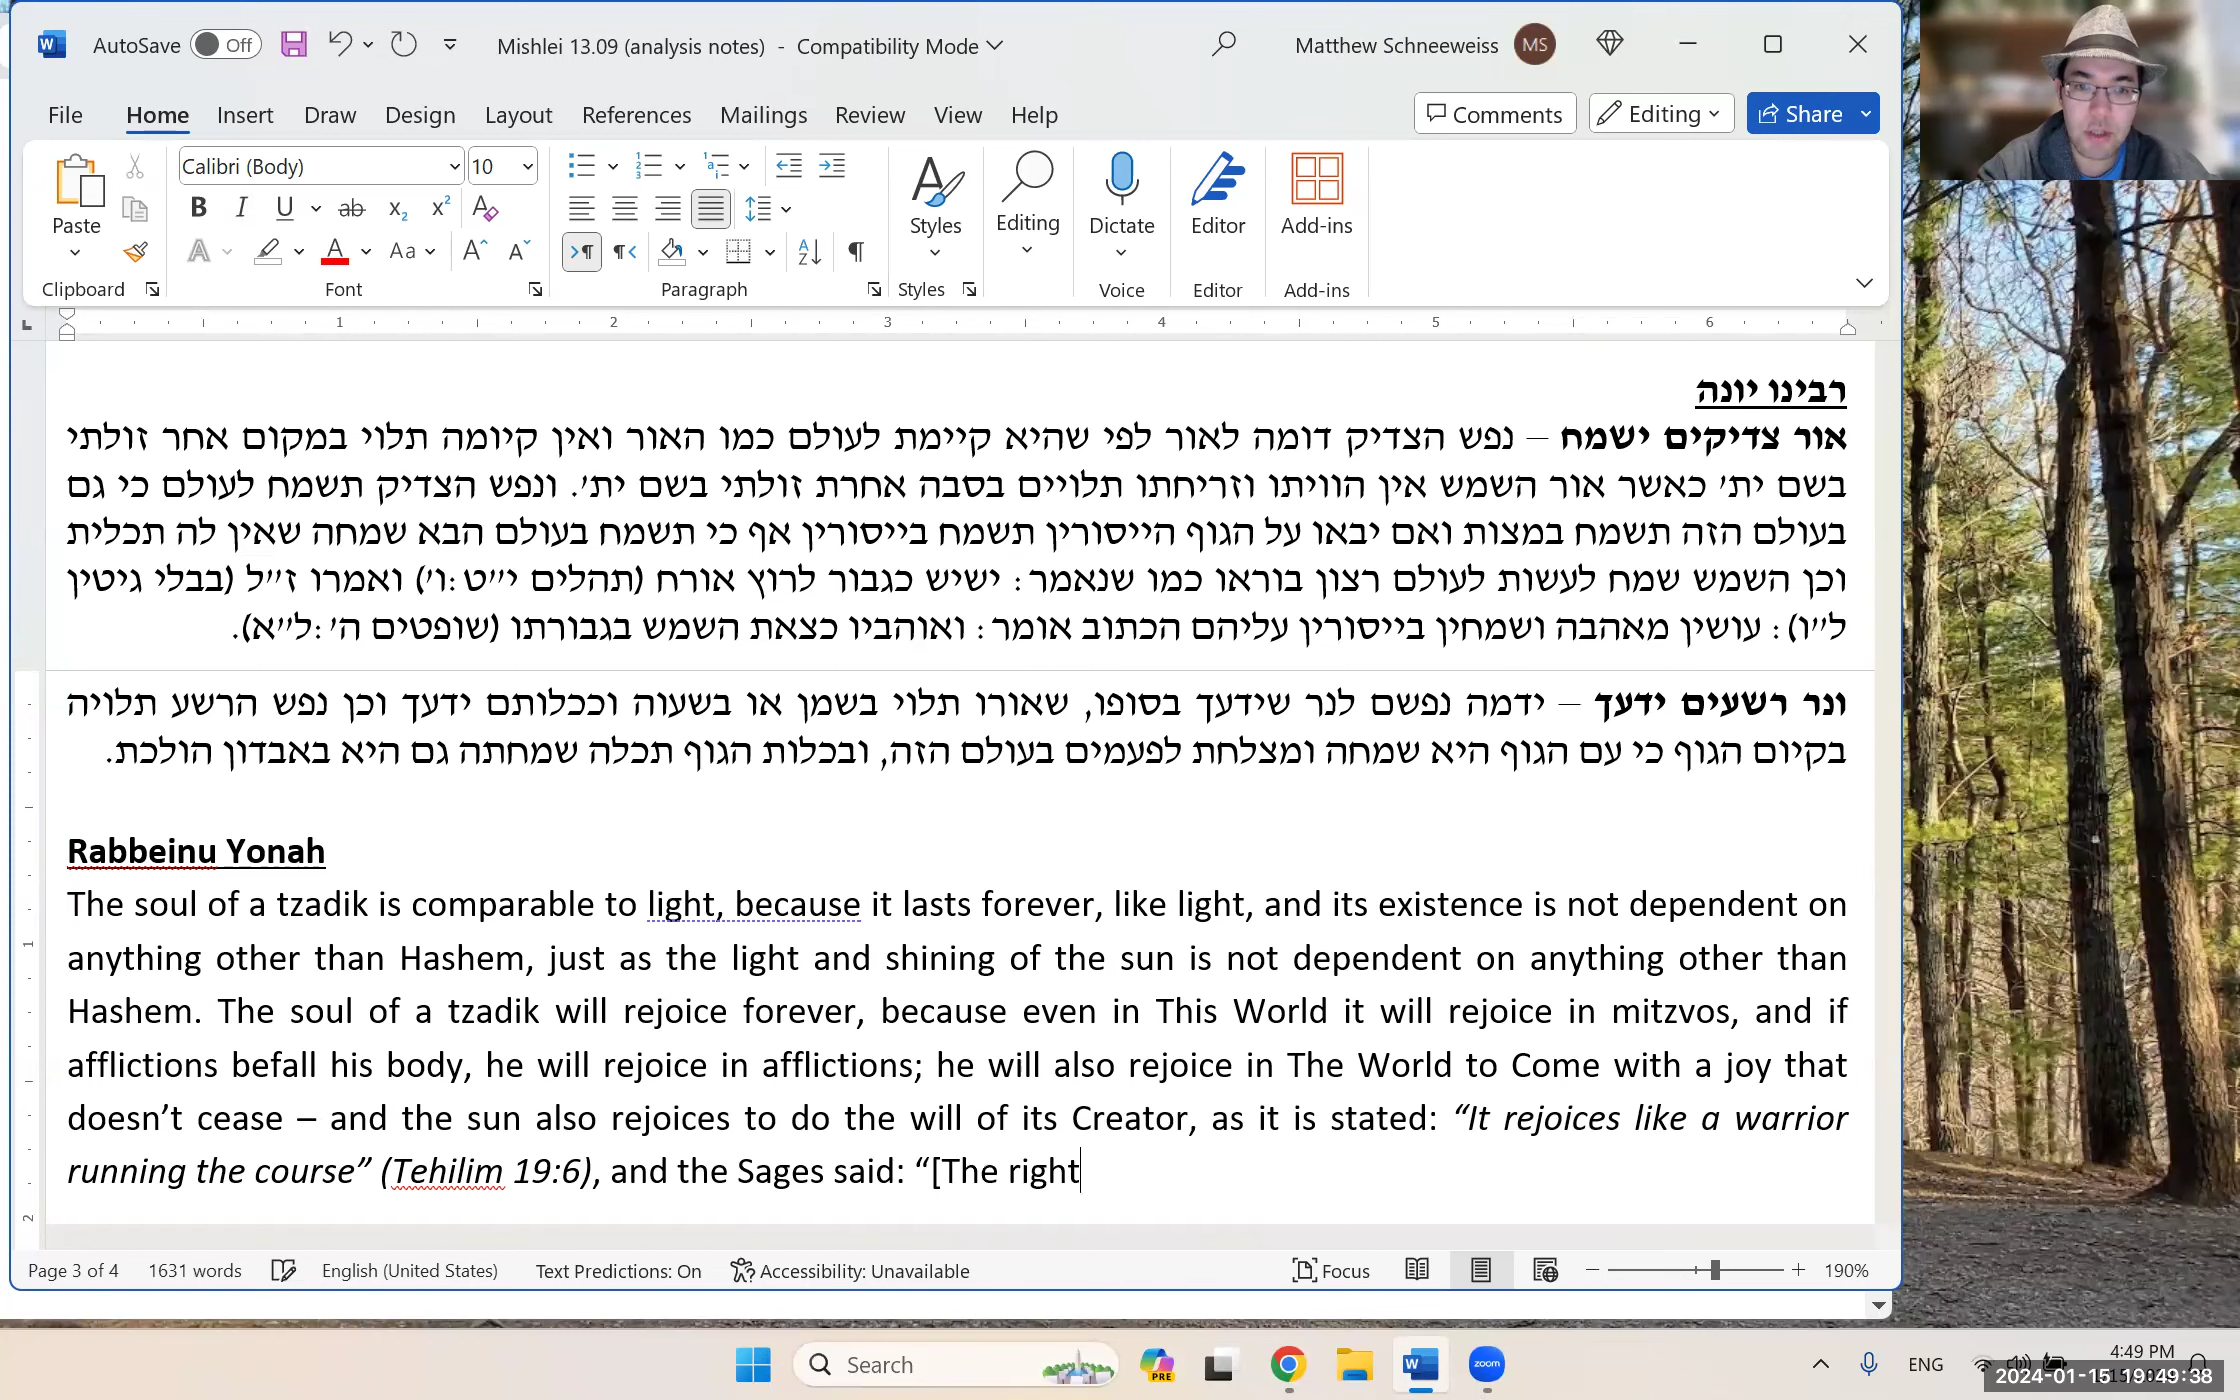 AutoSave Off Mishlei 13.09 (analysis notes) - Compatibility Mode Matthew Schneeweiss MS
File Home Insert Draw Design Layout References Mailings Review View Help Comments Editing Share
Calibri (Body) 10
Paste Styles Editing Dictate Editor Add-ins
Clipboard Font Paragraph Styles Voice Editor Add-ins
1 2 3 4 5 6
רבינו יונה
אור צדיקים ישמח – נפש הצדיק דומה לאור לפי שהיא קיימת לעולם כמו האור ואין קיומה תלוי במקום אחר זולתי
בשם ית׳ כאשר אור השמש אין הוויתו וזריחתו תלויים בסבה אחרת זולתי בשם ית׳. ונפש הצדיק תשמח לעולם כי גם
בעולם הזה תשמח במצות ואם יבאו על הגוף הייסורין תשמח בייסורין אף כי תשמח בעולם הבא שמחה שאין לה תכלית
וכן השמש שמח לעשות לעולם רצון בוראו כמו שנאמר: ישיש כגבור לרוץ אורח (תהלים י״ט:ו׳) ואמרו ז״ל (בבלי גיטין
ל״ו): עושין מאהבה ושמחין בייסורין עליהם הכתוב אומר: ואוהביו כצאת השמש בגבורתו (שופטים ה׳:ל״א).
ונר רשעים ידעך – ידמה נפשם לנר שידעך בסופו, שאורו תלוי בשמן או בשעוה וככלותם ידעך וכן נפש הרשע תלויה
בקיום הגוף כי עם הגוף היא שמחה ומצלחת לפעמים בעולם הזה, ובכלות הגוף תכלה שמחתה גם היא באבדון הולכת.
Rabbeinu Yonah
The soul of a tzadik is comparable to light, because it lasts forever, like light, and its existence is not dependent on
anything other than Hashem, just as the light and shining of the sun is not dependent on anything other than
Hashem. The soul of a tzadik will rejoice forever, because even in This World it will rejoice in mitzvos, and if
afflictions befall his body, he will rejoice in afflictions; he will also rejoice in The World to Come with a joy that
doesn’t cease – and the sun also rejoices to do the will of its Creator, as it is stated: “It rejoices like a warrior
running the course” (Tehilim 19:6), and the Sages said: “[The right
Page 3 of 4 1631 words English (United States) Text Predictions: On Accessibility: Unavailable Focus 190%
Search PRE zoom ENG 4:49 PM
2024-01-15 19:49:38